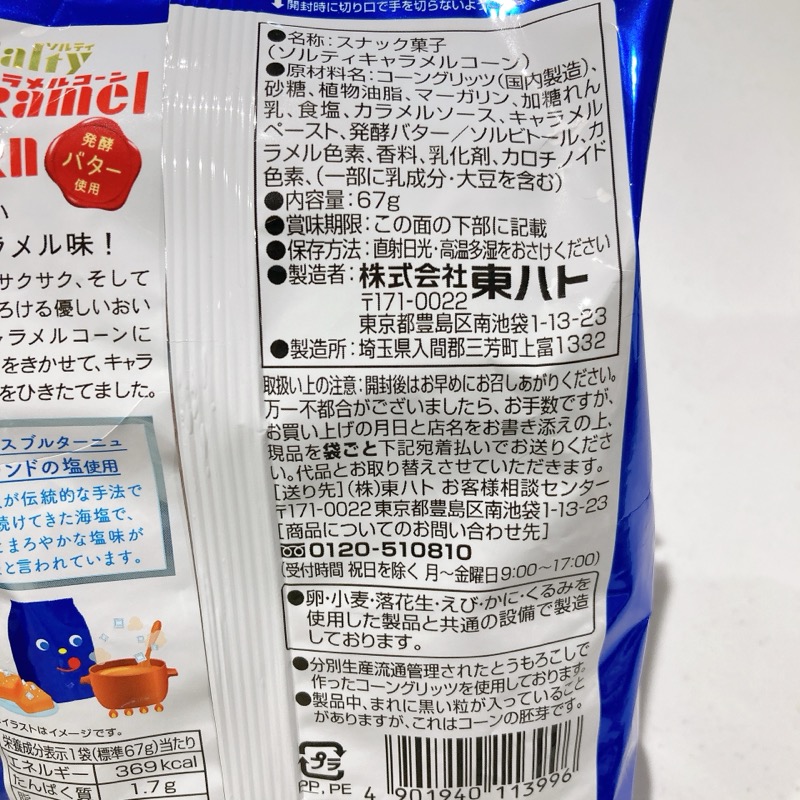 ⬇開封時に切り口で手を切らないよう
●名称：スナック菓子
（ソルティキャラメルコーン）
●原材料名：コーングリッツ（国内製造）、
砂糖、植物油脂、マーガリン、加糖れん
乳、食塩、カラメルソース、キャラメル
ペースト、発酵バター／ソルビトール、カ
ラメル色素、香料、乳化剤、カロチノイド
色素、（一部に乳成分・大豆を含む）
●内容量：67g
●賞味期限：この面の下部に記載
●保存方法：直射日光・高温多湿をおさけください
●製造者：株式会社東ハト
〒171-0022
東京都豊島区南池袋1-13-23
●製造所：埼玉県入間郡三芳町上富1332
取扱い上の注意：開封後はお早めにお召しあがりください。
万一不都合がございましたら、お手数ですが、
お買い上げの月日と店名をお書き添えの上、
現品を袋ごと下記宛着払いでお送りくださ
い。代品とお取り替えさせていただきます。
[送り先]（株）東ハト お客様相談センター
〒171-0022 東京都豊島区南池袋1-13-23
[商品についてのお問い合わせ先]
0120-510810
（受付時間 祝日を除く 月〜金曜日9:00〜17:00）
●卵・小麦・落花生・えび・かに・くるみを
使用した製品と共通の設備で製造
しております。
●分別生産流通管理されたとうもろこしで
作ったコーングリッツを使用しております。
●製品中、まれに黒い粒が入っていること
がありますが、これはコーンの胚芽です。
プラ
PP, PE
4 901940 113996
ソルティ
alty
ラメルコーン
ramel
rn
発酵
バター
使用
い
ラメル味！
サクサク、そして
ろける優しいおい
ャラメルコーンに
をきかせて、キャラ
をひきたてました。
スブルターニュ
ンドの塩使用
が伝統的な手法で
続けてきた海塩で、
とまろやかな塩味が
と言われています。
イラストはイメージです。
栄養成分表示1袋（標準67g）当たり
エネルギー 369kcal
たんぱく質 1.7g